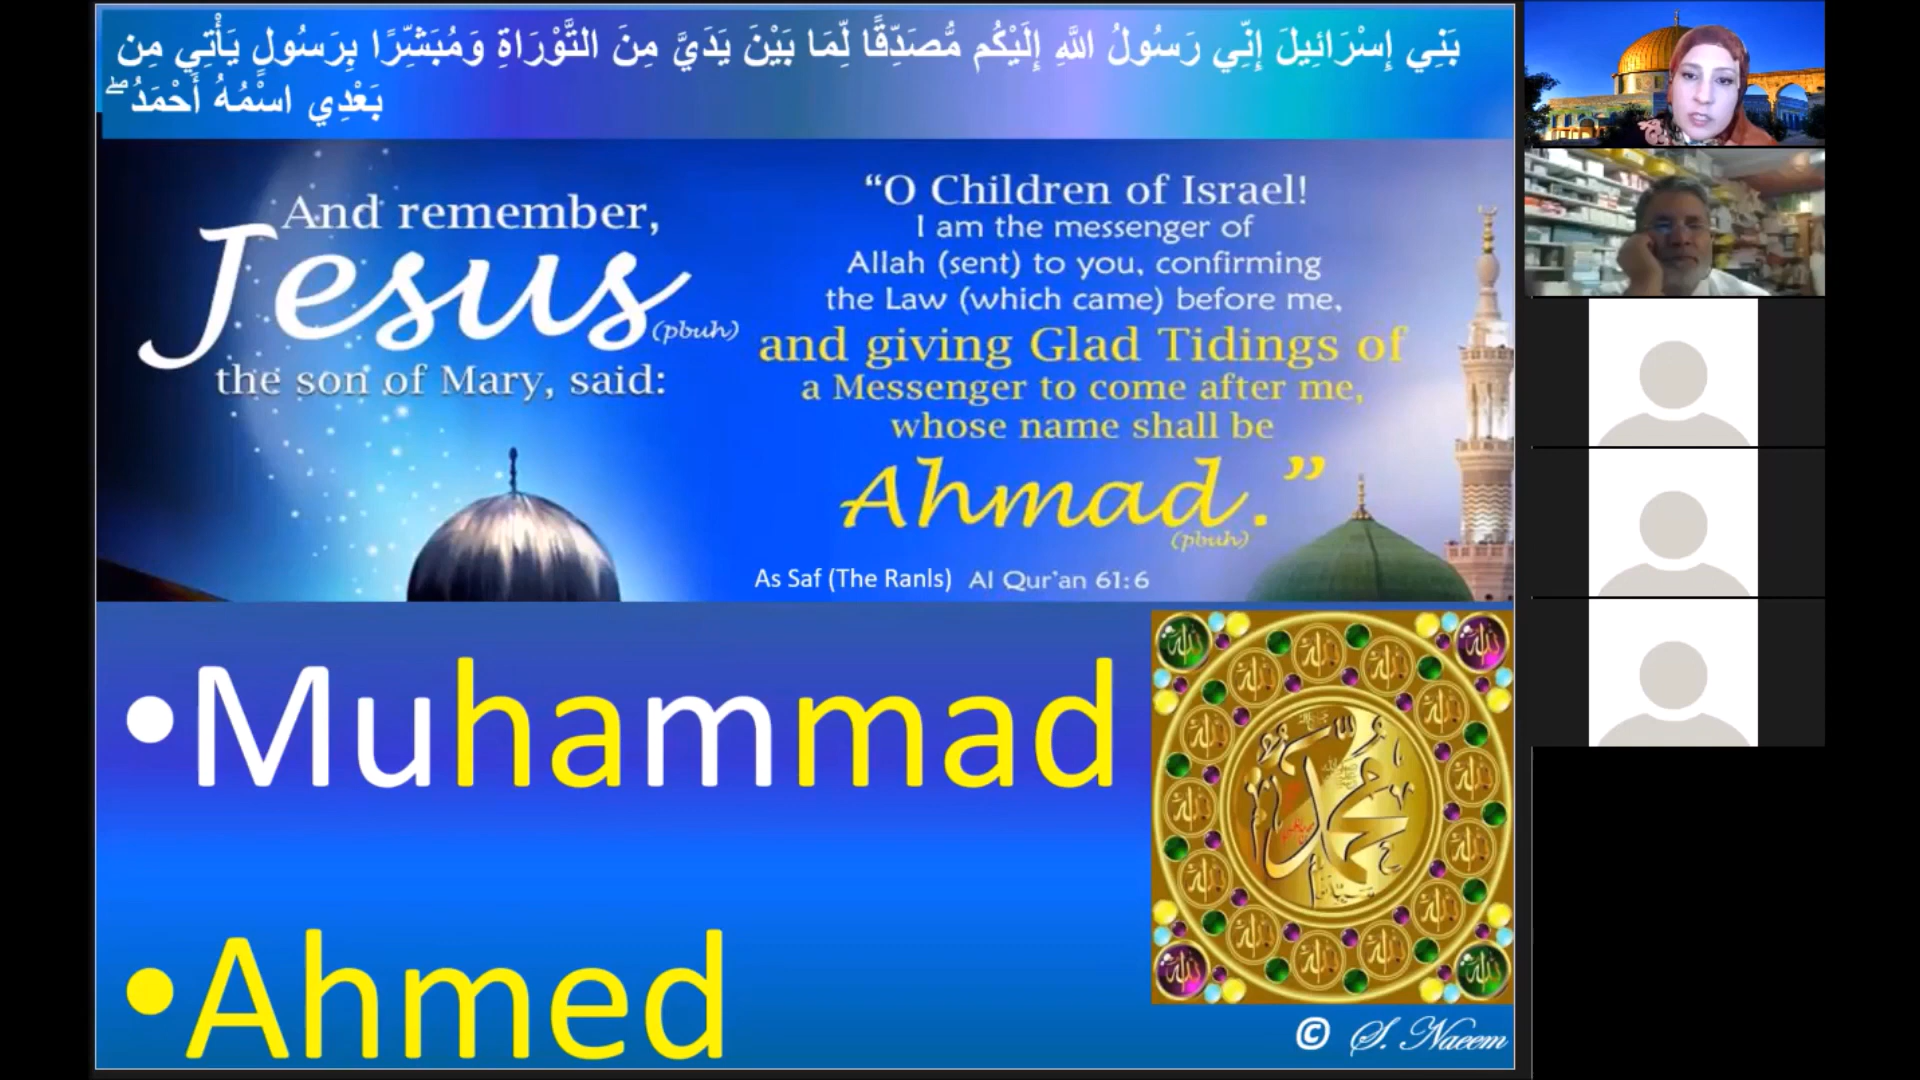 بَنِي إِسْرَائِيلَ إِنِّي رَسُولُ اللَّهِ إِلَيْكُم مُّصَدِّقًا لِّمَا بَيْنَ يَدَيَّ مِنَ التَّوْرَاةِ وَمُبَشِّرًا بِرَسُولٍ يَأْتِي مِن
بَعْدِي اسْمُهُ أَحْمَدُ ۖ
And remember,
Jesus (pbuh)
the son of Mary, said:
“O Children of Israel!
I am the messenger of
Allah (sent) to you, confirming
the Law (which came) before me,
and giving Glad Tidings of
a Messenger to come after me,
whose name shall be
Ahmad.”
(pbuh)
As Saf (The Ranls) Al Qur'an 61:6
•Muhammad
•Ahmed
محمد
© S. Naeem